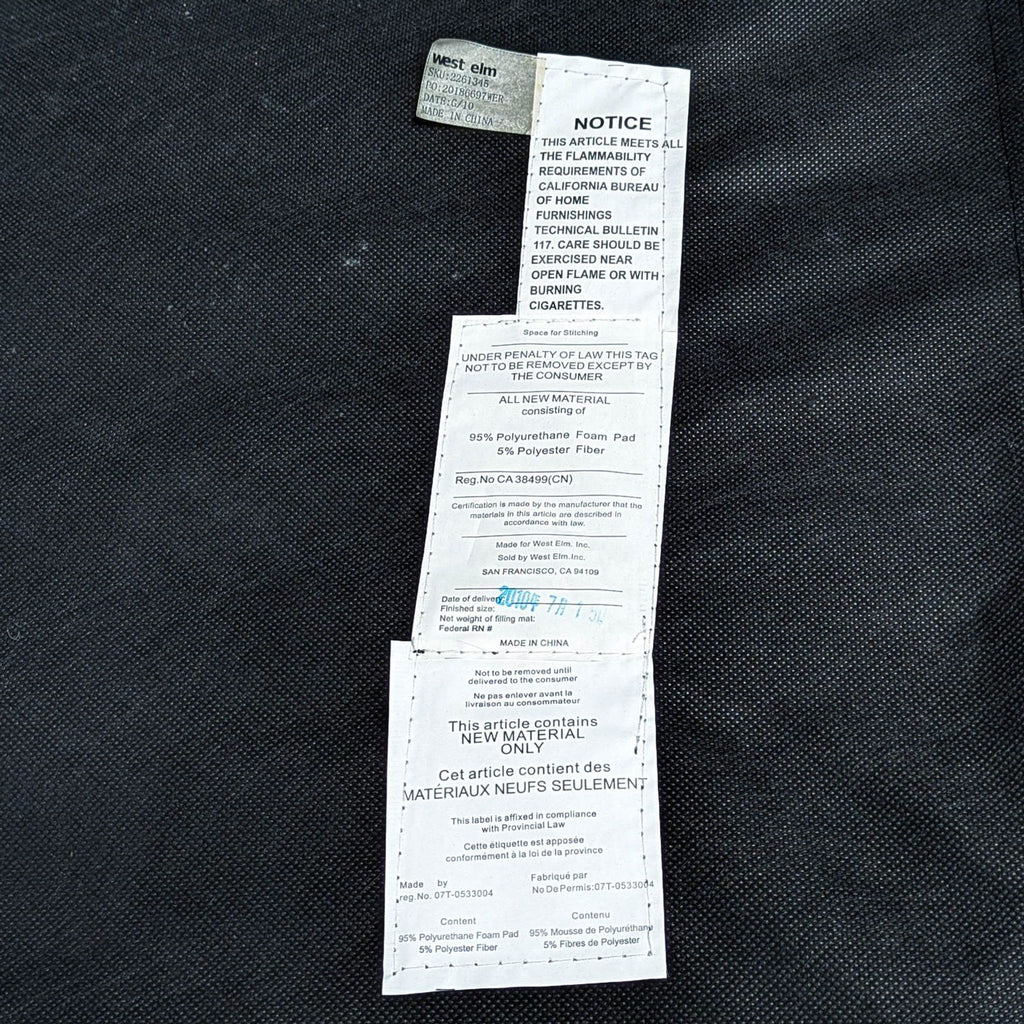 west elm
SKU:2261346
PO:20186697WER
DATE:6/10
MADE IN CHINA
NOTICE
THIS ARTICLE MEETS ALL
THE FLAMMABILITY
REQUIREMENTS OF
CALIFORNIA BUREAU
OF HOME
FURNISHINGS
TECHNICAL BULLETIN
117. CARE SHOULD BE
EXERCISED NEAR
OPEN FLAME OR WITH
BURNING
CIGARETTES.
Space for Stitching
UNDER PENALTY OF LAW THIS TAG
NOT TO BE REMOVED EXCEPT BY
THE CONSUMER
ALL NEW MATERIAL
consisting of
95% Polyurethane Foam Pad
5% Polyester Fiber
Reg.No CA 38499(CN)
Certification is made by the manufacturer that the
materials in this article are described in
accordance with law.
Made for West Elm, Inc.
Sold by West Elm.Inc.
SAN FRANCISCO, CA 94109
Date of delivery
Finished size:
Net weight of filling mat:
Federal RN #
MADE IN CHINA
Not to be removed until
delivered to the consumer
Ne pas enlever avant la
livraison au consommateur
This article contains
NEW MATERIAL
ONLY
Cet article contient des
MATÉRIAUX NEUFS SEULEMENT
This label is affixed in compliance
with Provincial Law
Cette étiquette est apposée
conformément à la loi de la province
Made by
reg.No. 07T-0533004
Fabriqué par
No De Permis:07T-0533004
Content
95% Polyurethane Foam Pad
5% Polyester Fiber
Contenu
95% Mousse de Polyuréthany
5% Fibres de Polyester